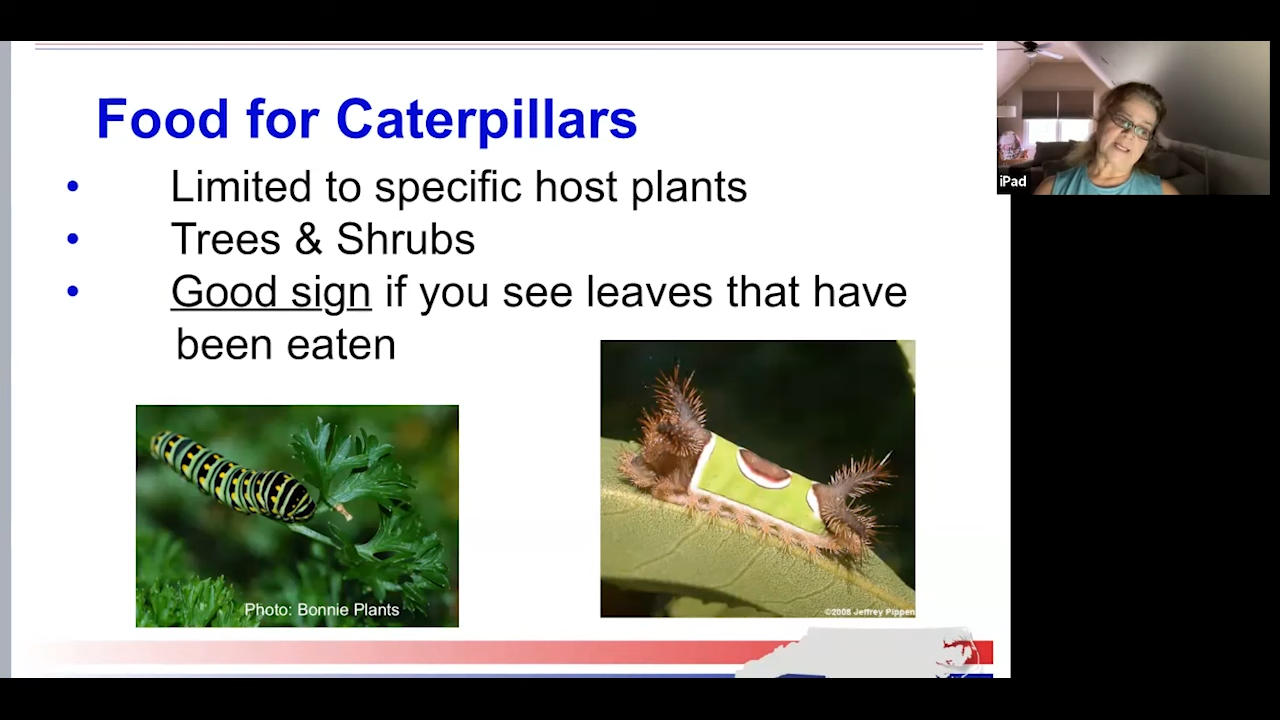 Food for Caterpillars
• Limited to specific host plants
• Trees & Shrubs
• Good sign if you see leaves that have
been eaten
iPad
Photo: Bonnie Plants
©2008 Jeffrey Pippen